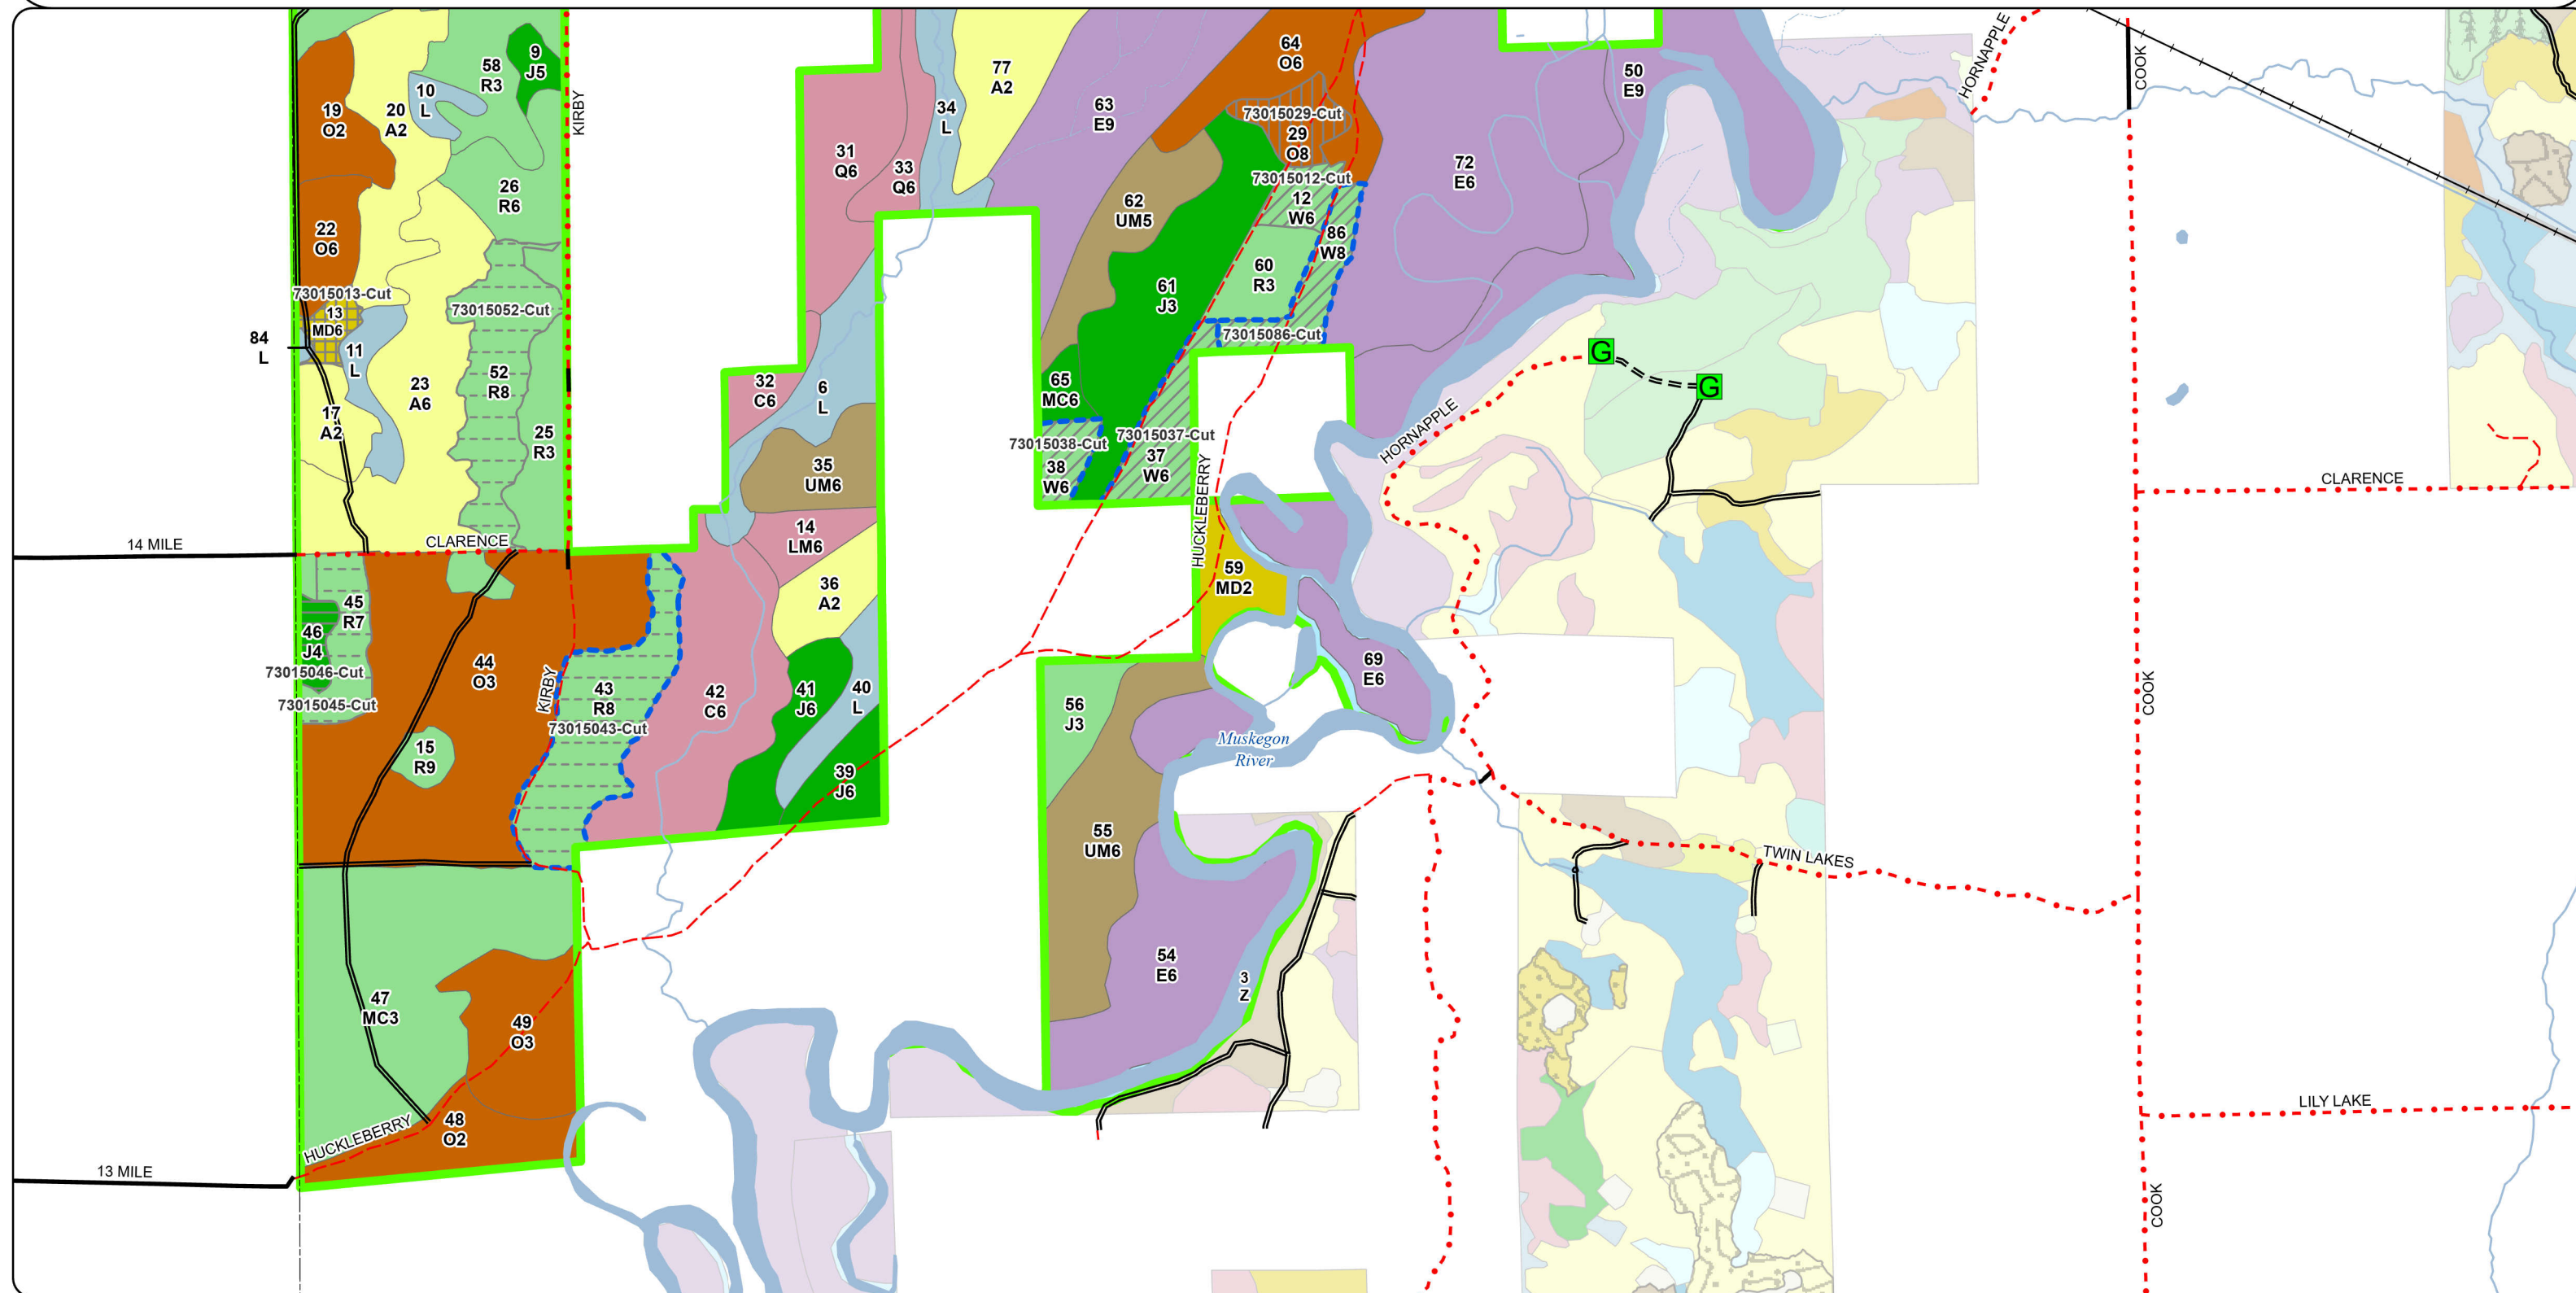 HORNAPPLE
COOK
58
R3
9
J5
64
O6
77
A2
50
E9
10
L
20
A2
19
O2
KIRBY
34
L
63
E9
73015029-Cut
29
O8
31
Q6
33
Q6
72
E6
73015012-Cut
12
W6
26
R6
62
UM5
22
O6
86
W8
60
R3
61
J3
73015013-Cut
13
MD6
73015052-Cut
84
L
11
L
73015086-Cut
G
G
52
R8
23
A6
32
C6
6
L
65
MC6
17
A2
25
R3
73015038-Cut
73015037-Cut
HORNAPPLE
38
W6
37
W6
35
UM6
HUCKLEBERRY
CLARENCE
14 MILE
CLARENCE
14
LM6
59
MD2
36
A2
45
R7
46
J4
73015046-Cut
73015045-Cut
44
O3
KIRBY
43
R8
73015043-Cut
42
C6
41
J6
40
L
69
E6
COOK
56
J3
Muskegon
River
15
R9
39
J6
55
UM6
TWIN LAKES
54
E6
3
Z
47
MC3
49
O3
48
O2
HUCKLEBERRY
LILY LAKE
13 MILE
COOK